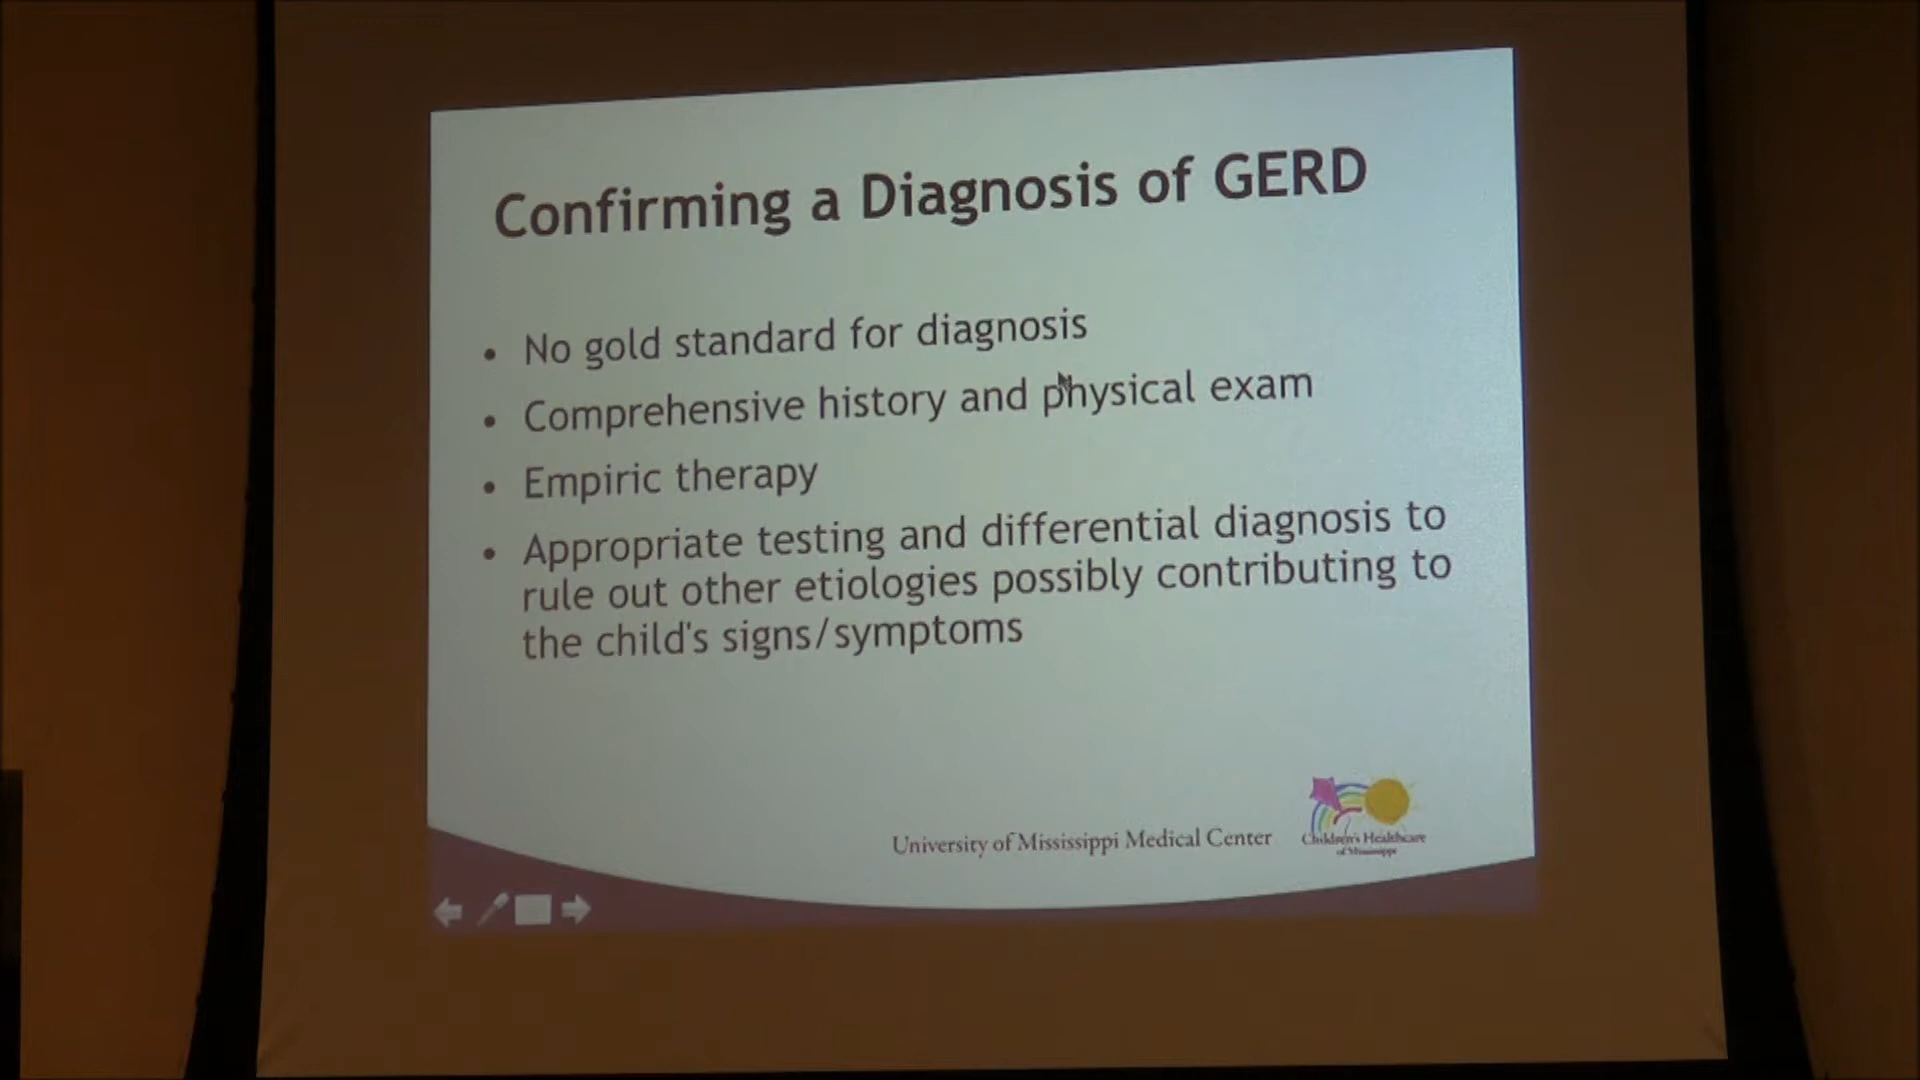 Confirming a Diagnosis of GERD
• No gold standard for diagnosis
• Comprehensive history and physical exam
• Empiric therapy
• Appropriate testing and differential diagnosis to
rule out other etiologies possibly contributing to
the child's signs/symptoms
University of Mississippi Medical Center
Children's Healthcare
of Mississippi